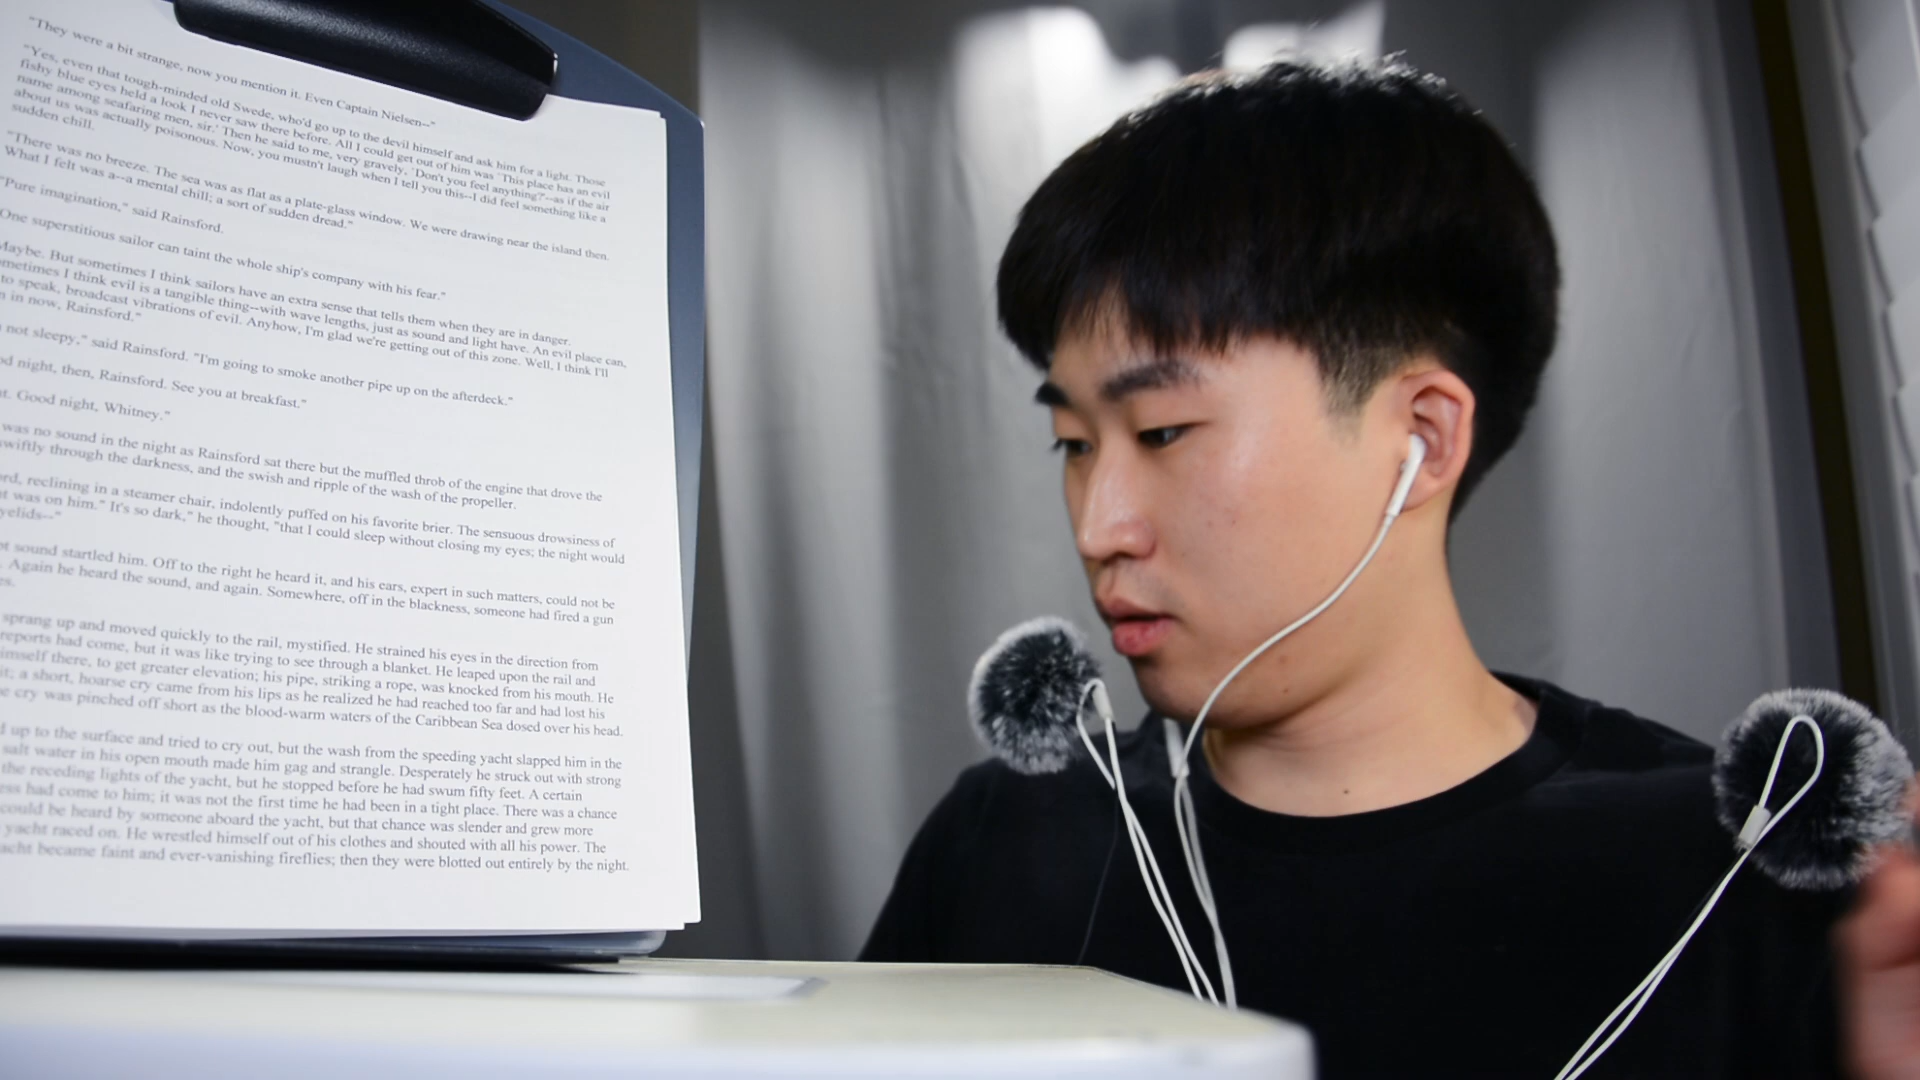 "They were a bit strange, now you mention it. Even Captain Nielsen--"
"Yes, even that tough-minded old Swede, who'd go up to the devil himself and ask him for a light. Those
fishy blue eyes held a look I never saw there before. All I could get out of him was `This place has an evil
name among seafaring men, sir.' Then he said to me, very gravely, `Don't you feel anything?'--as if the air
about us was actually poisonous. Now, you mustn't laugh when I tell you this--I did feel something like a
sudden chill.
"There was no breeze. The sea was as flat as a plate-glass window. We were drawing near the island then.
What I felt was a--a mental chill; a sort of sudden dread."
"Pure imagination," said Rainsford.
One superstitious sailor can taint the whole ship's company with his fear."
Maybe. But sometimes I think sailors have an extra sense that tells them when they are in danger.
metimes I think evil is a tangible thing--with wave lengths, just as sound and light have. An evil place can,
to speak, broadcast vibrations of evil. Anyhow, I'm glad we're getting out of this zone. Well, I think I'll
n in now, Rainsford."
not sleepy," said Rainsford. "I'm going to smoke another pipe up on the afterdeck."
od night, then, Rainsford. See you at breakfast."
t. Good night, Whitney."
was no sound in the night as Rainsford sat there but the muffled throb of the engine that drove the
swiftly through the darkness, and the swish and ripple of the wash of the propeller.
rd, reclining in a steamer chair, indolently puffed on his favorite brier. The sensuous drowsiness of
t was on him." It's so dark," he thought, "that I could sleep without closing my eyes; the night would
yelids--"
pt sound startled him. Off to the right he heard it, and his ears, expert in such matters, could not be
. Again he heard the sound, and again. Somewhere, off in the blackness, someone had fired a gun
es.
sprang up and moved quickly to the rail, mystified. He strained his eyes in the direction from
reports had come, but it was like trying to see through a blanket. He leaped upon the rail and
imself there, to get greater elevation; his pipe, striking a rope, was knocked from his mouth. He
it; a short, hoarse cry came from his lips as he realized he had reached too far and had lost his
e cry was pinched off short as the blood-warm waters of the Caribbean Sea dosed over his head.
d up to the surface and tried to cry out, but the wash from the speeding yacht slapped him in the
salt water in his open mouth made him gag and strangle. Desperately he struck out with strong
the receding lights of the yacht, but he stopped before he had swum fifty feet. A certain
ess had come to him; it was not the first time he had been in a tight place. There was a chance
could be heard by someone aboard the yacht, but that chance was slender and grew more
yacht raced on. He wrestled himself out of his clothes and shouted with all his power. The
acht became faint and ever-vanishing fireflies; then they were blotted out entirely by the night.